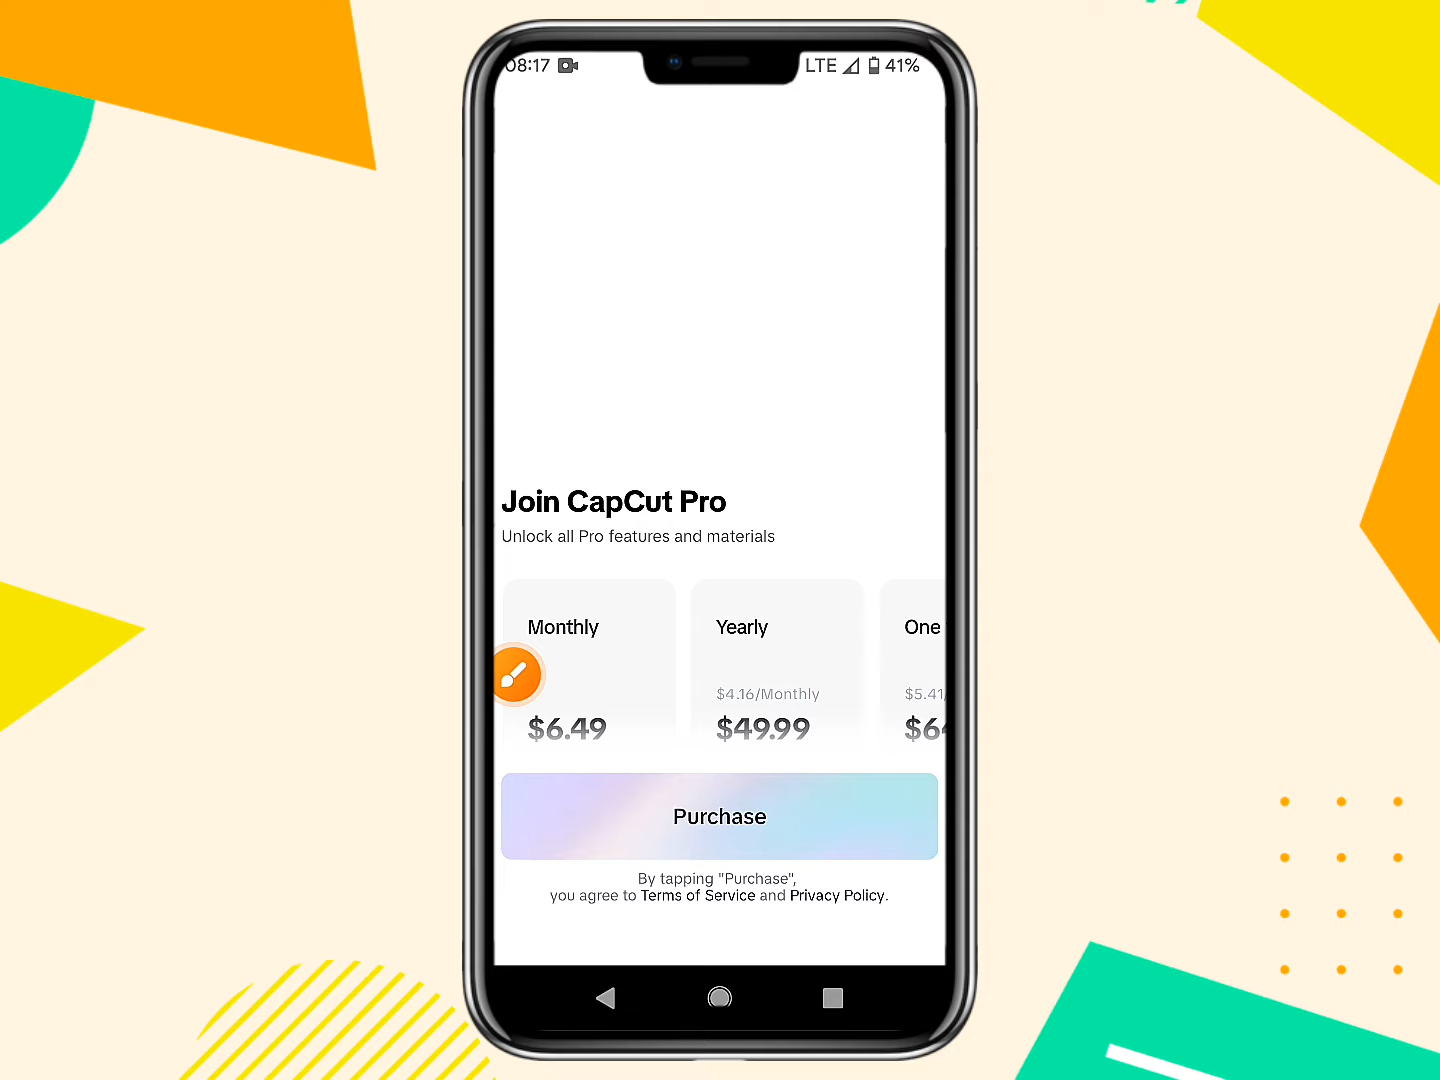 08:17 LTE 41%
Join CapCut Pro
Unlock all Pro features and materials
Monthly Yearly One
$4.16/Monthly $5.41/
$6.49 $49.99 $64
Purchase
By tapping "Purchase",
you agree to Terms of Service and Privacy Policy.